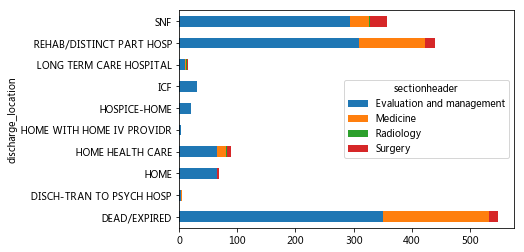 SNF
REHAB/DISTINCT PART HOSP
LONG TERM CARE HOSPITAL
ICF
HOSPICE-HOME
HOME WITH HOME IV PROVIDR
HOME HEALTH CARE
HOME
DISCH-TRAN TO PSYCH HOSP
DEAD/EXPIRED
discharge_location
sectionheader
Evaluation and management
Medicine
Radiology
Surgery
0 100 200 300 400 500